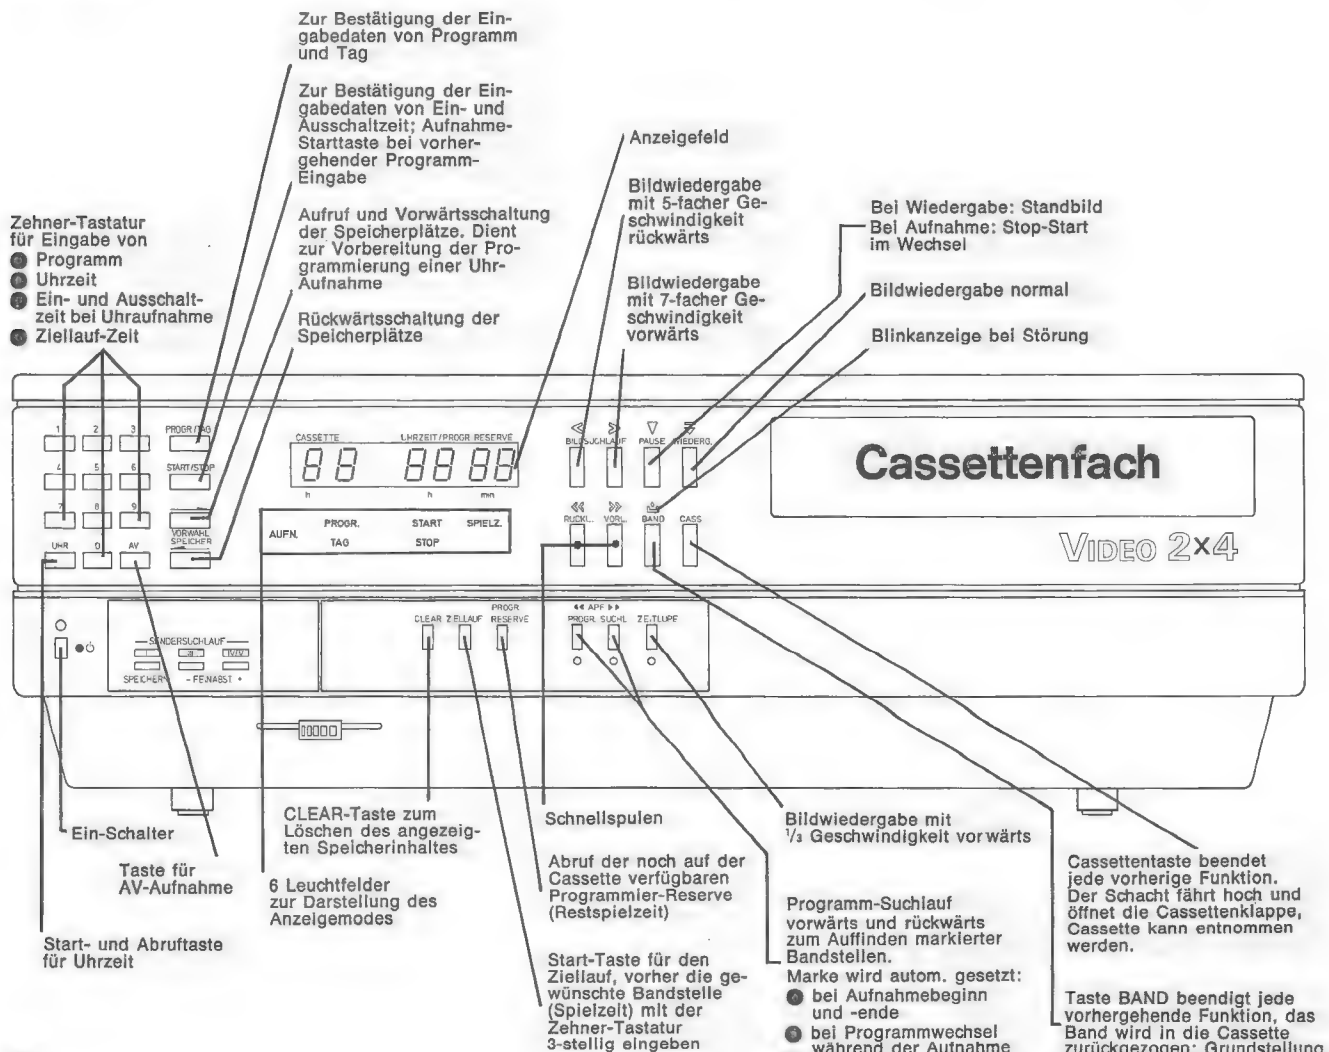 Zur Bestätigung der Ein-
gabedaten von Programm
und Tag
Zur Bestätigung der Ein-
gabedaten von Ein- und
Ausschaltzeit; Aufnahme-
Starttaste bei vorher-
gehender Programm-
Eingabe
Aufruf und Vorwärtsschaltung
der Speicherplätze. Dient
zur Vorbereitung der Pro-
grammierung einer Uhr-
Aufnahme
Rückwärtsschaltung der
Speicherplätze
Zehner-Tastatur
für Eingabe von
● Programm
● Uhrzeit
● Ein- und Ausschalt-
zeit bei Uhraufnahme
● Ziellauf-Zeit
Anzeigefeld
Bildwiedergabe
mit 5-facher Ge-
schwindigkeit
rückwärts
Bildwiedergabe
mit 7-facher Ge-
schwindigkeit
vorwärts
Bei Wiedergabe: Standbild
Bei Aufnahme: Stop-Start
im Wechsel
Bildwiedergabe normal
Blinkanzeige bei Störung
1 2 3 PROGR/TAG
4 5 6 START/STOP
7 8 9
VORWAHL
SPEICHER
UHR 0 AV
CASSETTE UHRZEIT/PROGR RESERVE
88 88 88
h h min
AUFN. PROGR. START SPIELZ.
TAG STOP
BILDSUCHLAUF PAUSE WIEDERG.
RÜCKL. VORL. BAND CASS
Cassettenfach
VIDEO 2×4
SENDERSUCHLAUF
SPEICHERN - FEINABST +
CLEAR ZIELLAUF PROGR. RESERVE
◀◀ APF ▶▶
PROGR. SUCHL. ZEITLUPE
Ein-Schalter
Taste für
AV-Aufnahme
Start- und Abruftaste
für Uhrzeit
CLEAR-Taste zum
Löschen des angezeig-
ten Speicherinhaltes
6 Leuchtfelder
zur Darstellung des
Anzeigemodes
Schnellspulen
Abruf der noch auf der
Cassette verfügbaren
Programmier-Reserve
(Restspielzeit)
Start-Taste für den
Ziellauf, vorher die ge-
wünschte Bandstelle
(Spielzeit) mit der
Zehner-Tastatur
3-stellig eingeben
Bildwiedergabe mit
1/3 Geschwindigkeit vorwärts
Programm-Suchlauf
vorwärts und rückwärts
zum Auffinden markierter
Bandstellen.
Marke wird autom. gesetzt:
● bei Aufnahmebeginn
und -ende
● bei Programmwechsel
während der Aufnahme
Cassettentaste beendet
jede vorherige Funktion.
Der Schacht fährt hoch und
öffnet die Cassettenklappe,
Cassette kann entnommen
werden.
Taste BAND beendigt jede
vorhergehende Funktion, das
Band wird in die Cassette
zurückgezogen: Grundstellung